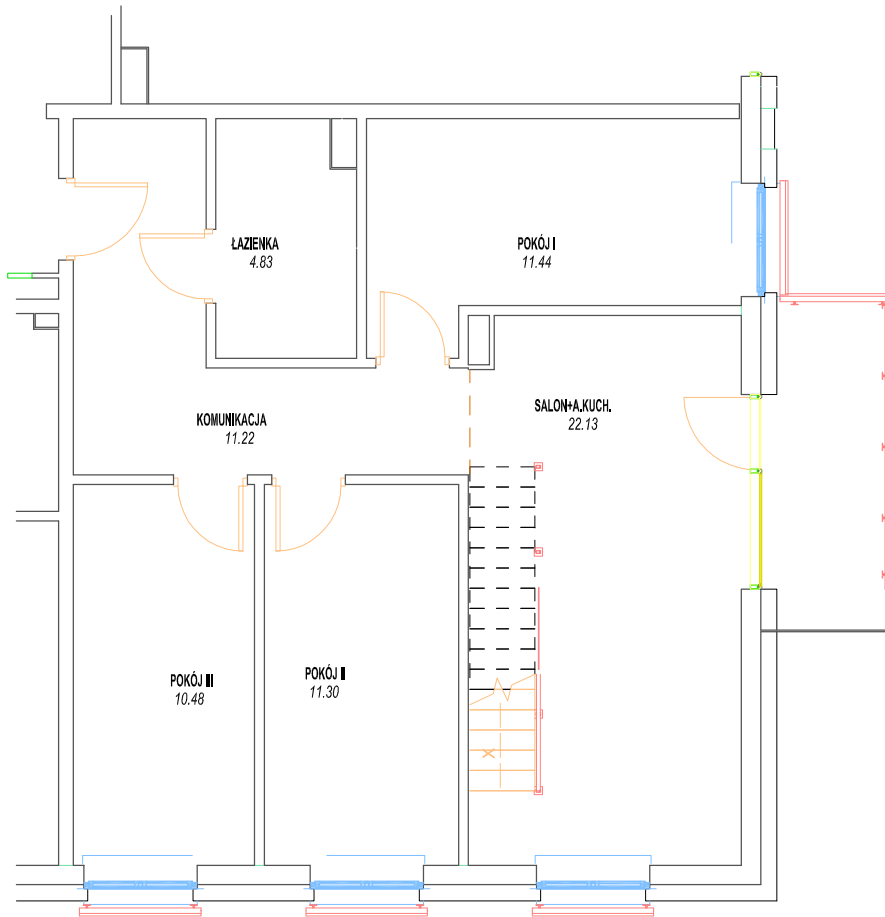 ŁAZIENKA
4.83
POKÓJ I
11.44
KOMUNIKACJA
11.22
SALON+A.KUCH.
22.13
POKÓJ III
10.48
POKÓJ II
11.30